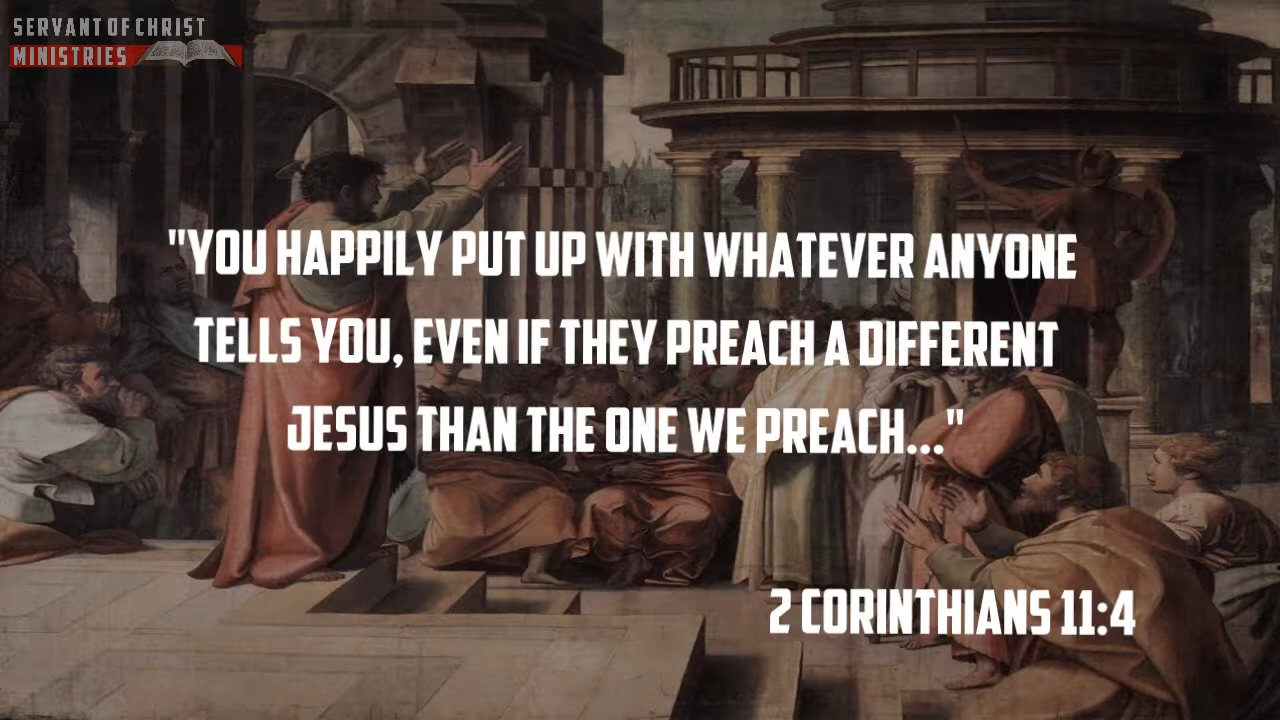 SERVANT OF CHRIST
MINISTRIES
"YOU HAPPILY PUT UP WITH WHATEVER ANYONE
TELLS YOU, EVEN IF THEY PREACH A DIFFERENT
JESUS THAN THE ONE WE PREACH..."
2 CORINTHIANS 11:4